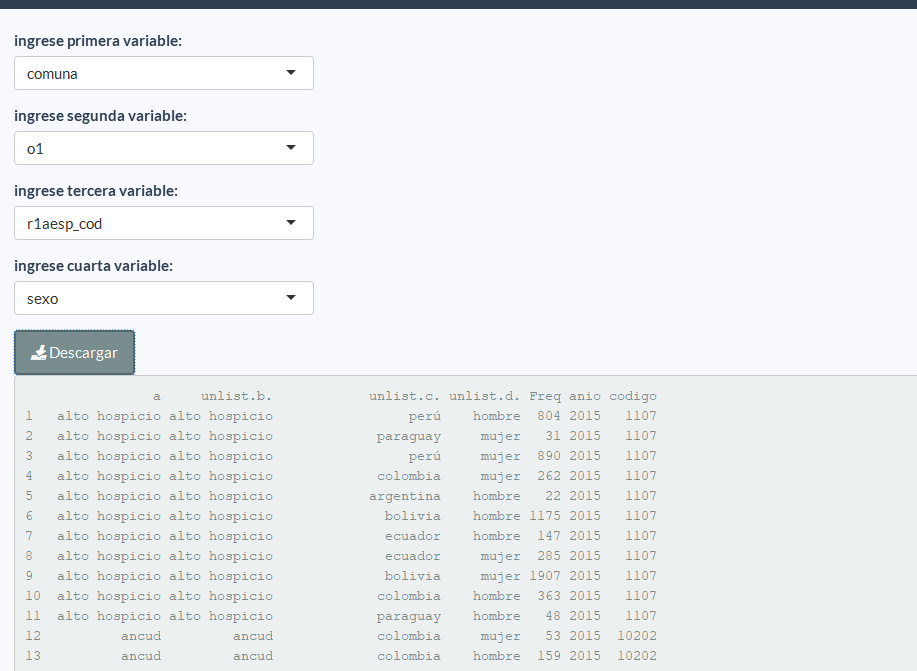 ingrese primera variable:
comuna
ingrese segunda variable:
o1
ingrese tercera variable:
r1aesp_cod
ingrese cuarta variable:
sexo
Descargar
a unlist.b. unlist.c. unlist.d. Freq anio codigo
1 alto hospicio alto hospicio perú hombre 804 2015 1107
2 alto hospicio alto hospicio paraguay mujer 31 2015 1107
3 alto hospicio alto hospicio perú mujer 890 2015 1107
4 alto hospicio alto hospicio colombia mujer 262 2015 1107
5 alto hospicio alto hospicio argentina hombre 22 2015 1107
6 alto hospicio alto hospicio bolivia hombre 1175 2015 1107
7 alto hospicio alto hospicio ecuador hombre 147 2015 1107
8 alto hospicio alto hospicio ecuador mujer 285 2015 1107
9 alto hospicio alto hospicio bolivia mujer 1907 2015 1107
10 alto hospicio alto hospicio colombia hombre 363 2015 1107
11 alto hospicio alto hospicio paraguay hombre 48 2015 1107
12 ancud ancud colombia mujer 53 2015 10202
13 ancud ancud colombia hombre 159 2015 10202